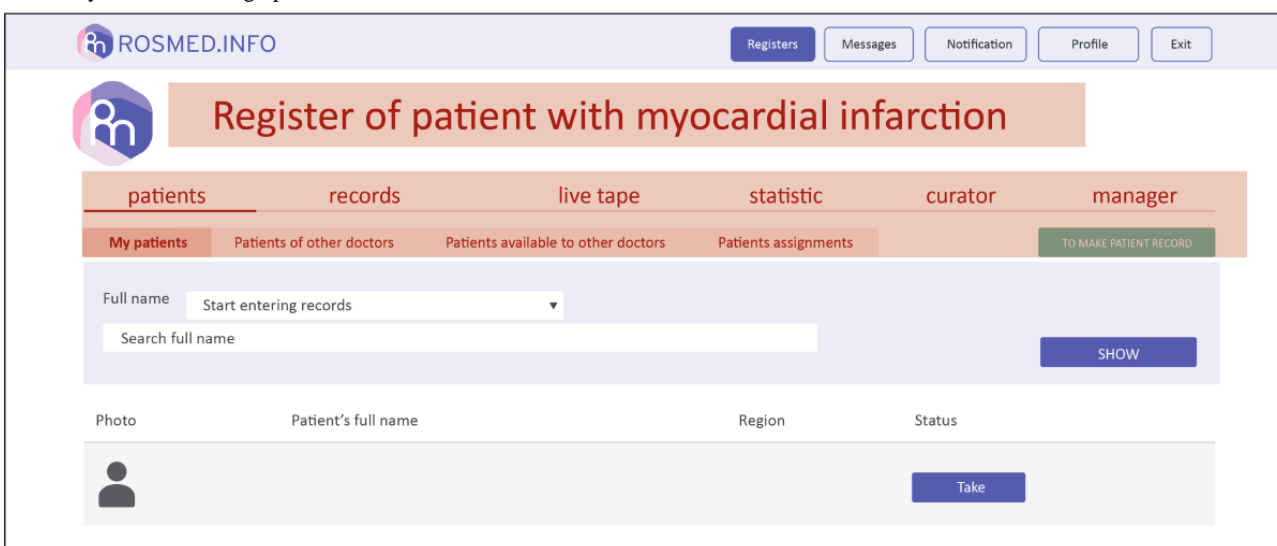 ROSMED.INFO Registers Messages Notification Profile Exit
Register of patient with myocardial infarction
patients records live tape statistic curator manager
My patients Patients of other doctors Patients available to other doctors Patients assignments TO MAKE PATIENT RECORD
Full name Start entering records
Search full name
SHOW
Photo Patient's full name Region Status
Take